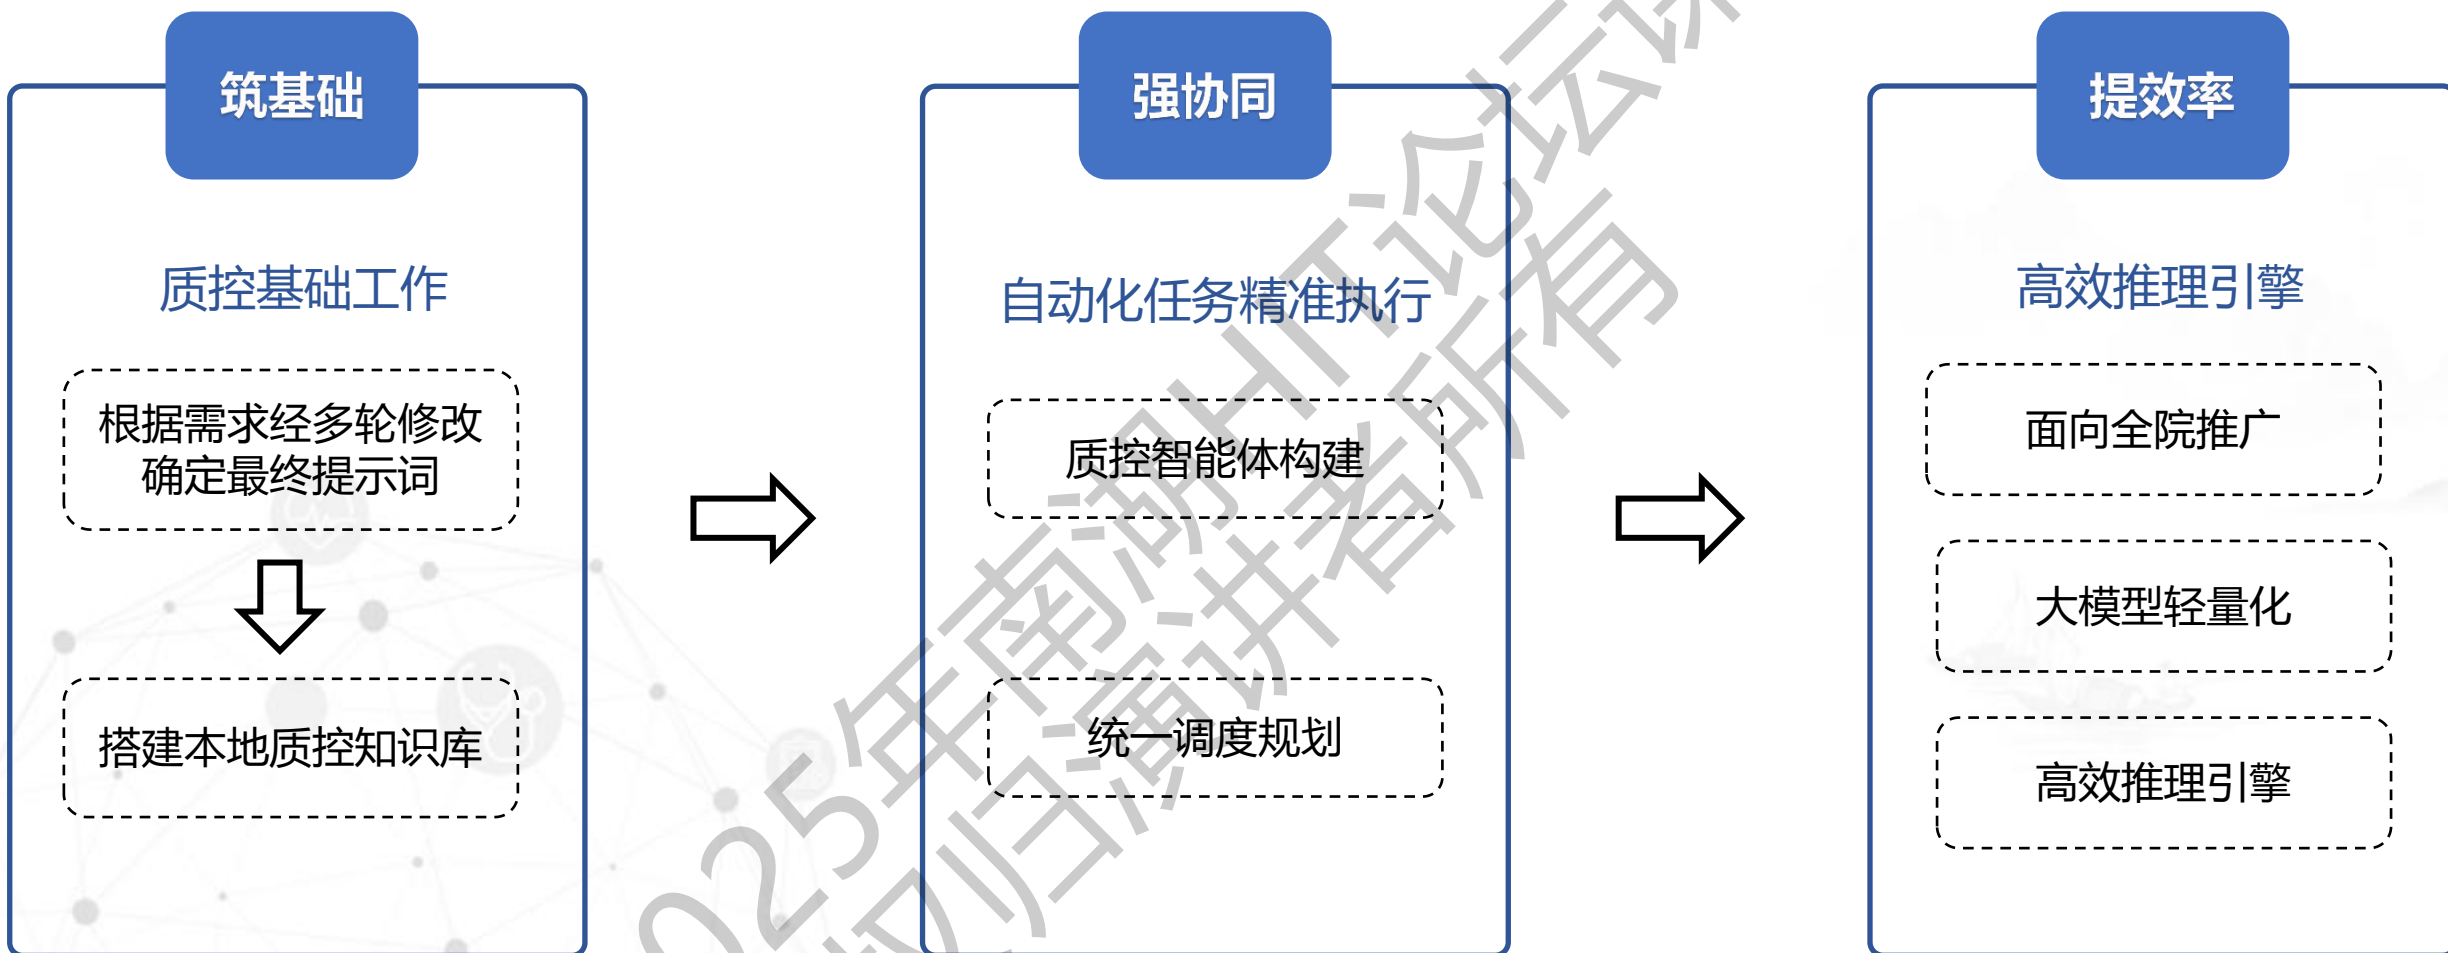 筑基础
质控基础工作
根据需求经多轮修改
确定最终提示词
搭建本地质控知识库
强协同
自动化任务精准执行
质控智能体构建
统一调度规划
提效率
高效推理引擎
面向全院推广
大模型轻量化
高效推理引擎
025年南湖HIT论坛课
权归演讲者所有